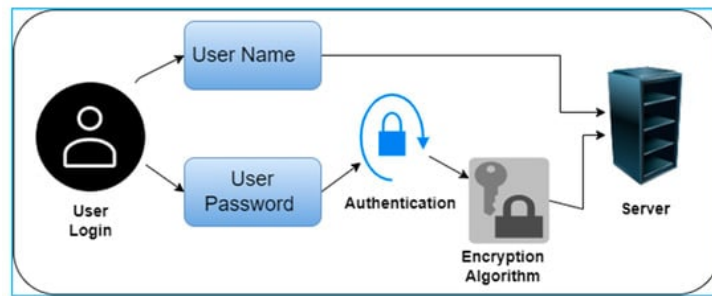 User Name
User
Password
User
Login
Authentication
Encryption
Algorithm
Server